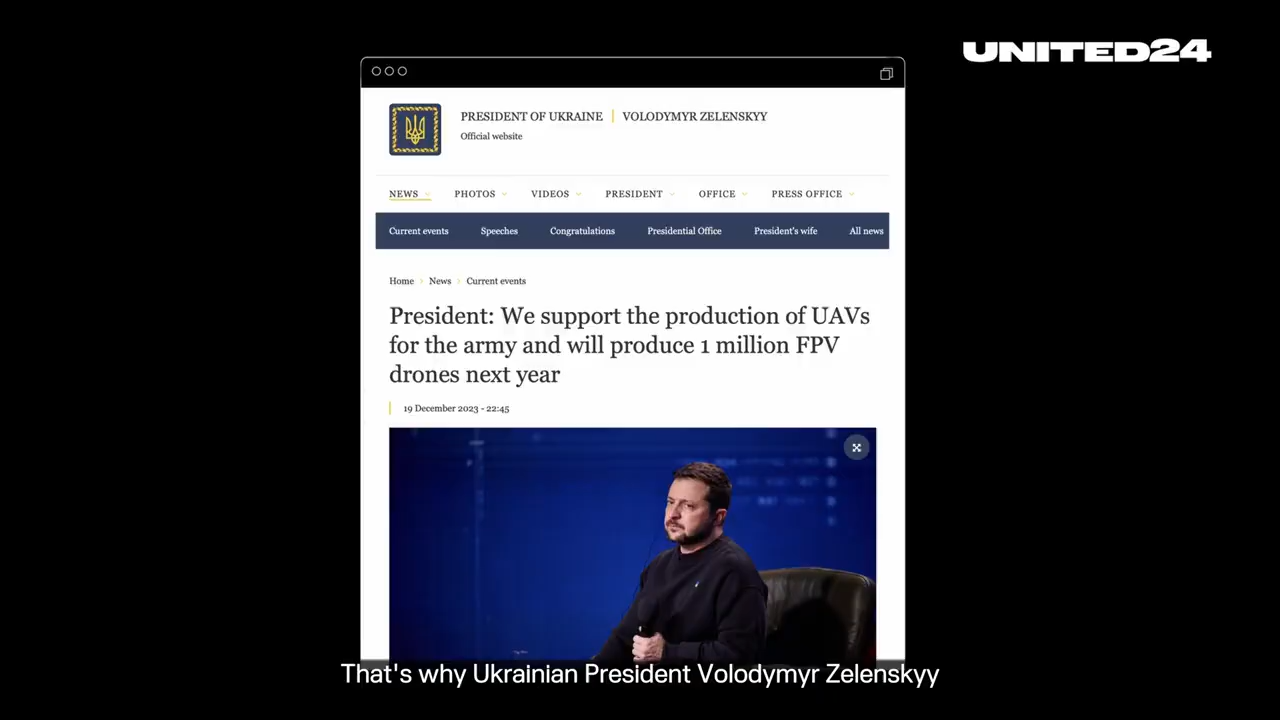 UNITED24
PRESIDENT OF UKRAINE | VOLODYMYR ZELENSKYY
Official website
NEWS PHOTOS VIDEOS PRESIDENT OFFICE PRESS OFFICE
Current events Speeches Congratulations Presidential Office President's wife All news
Home > News > Current events
President: We support the production of UAVs
for the army and will produce 1 million FPV
drones next year
19 December 2023 - 22:45
That's why Ukrainian President Volodymyr Zelenskyy